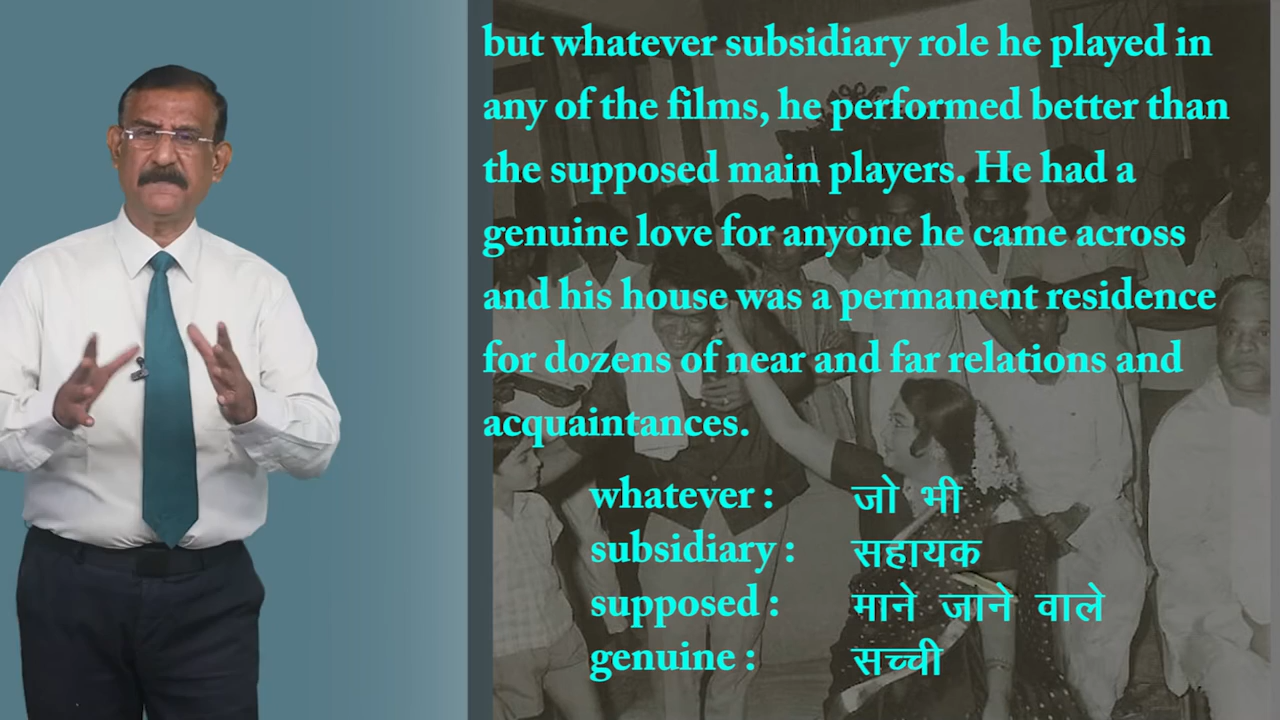 but whatever subsidiary role he played in
any of the films, he performed better than
the supposed main players. He had a
genuine love for anyone he came across
and his house was a permanent residence
for dozens of near and far relations and
acquaintances.
whatever : जो भी
subsidiary : सहायक
supposed : माने जाने वाले
genuine : सच्ची